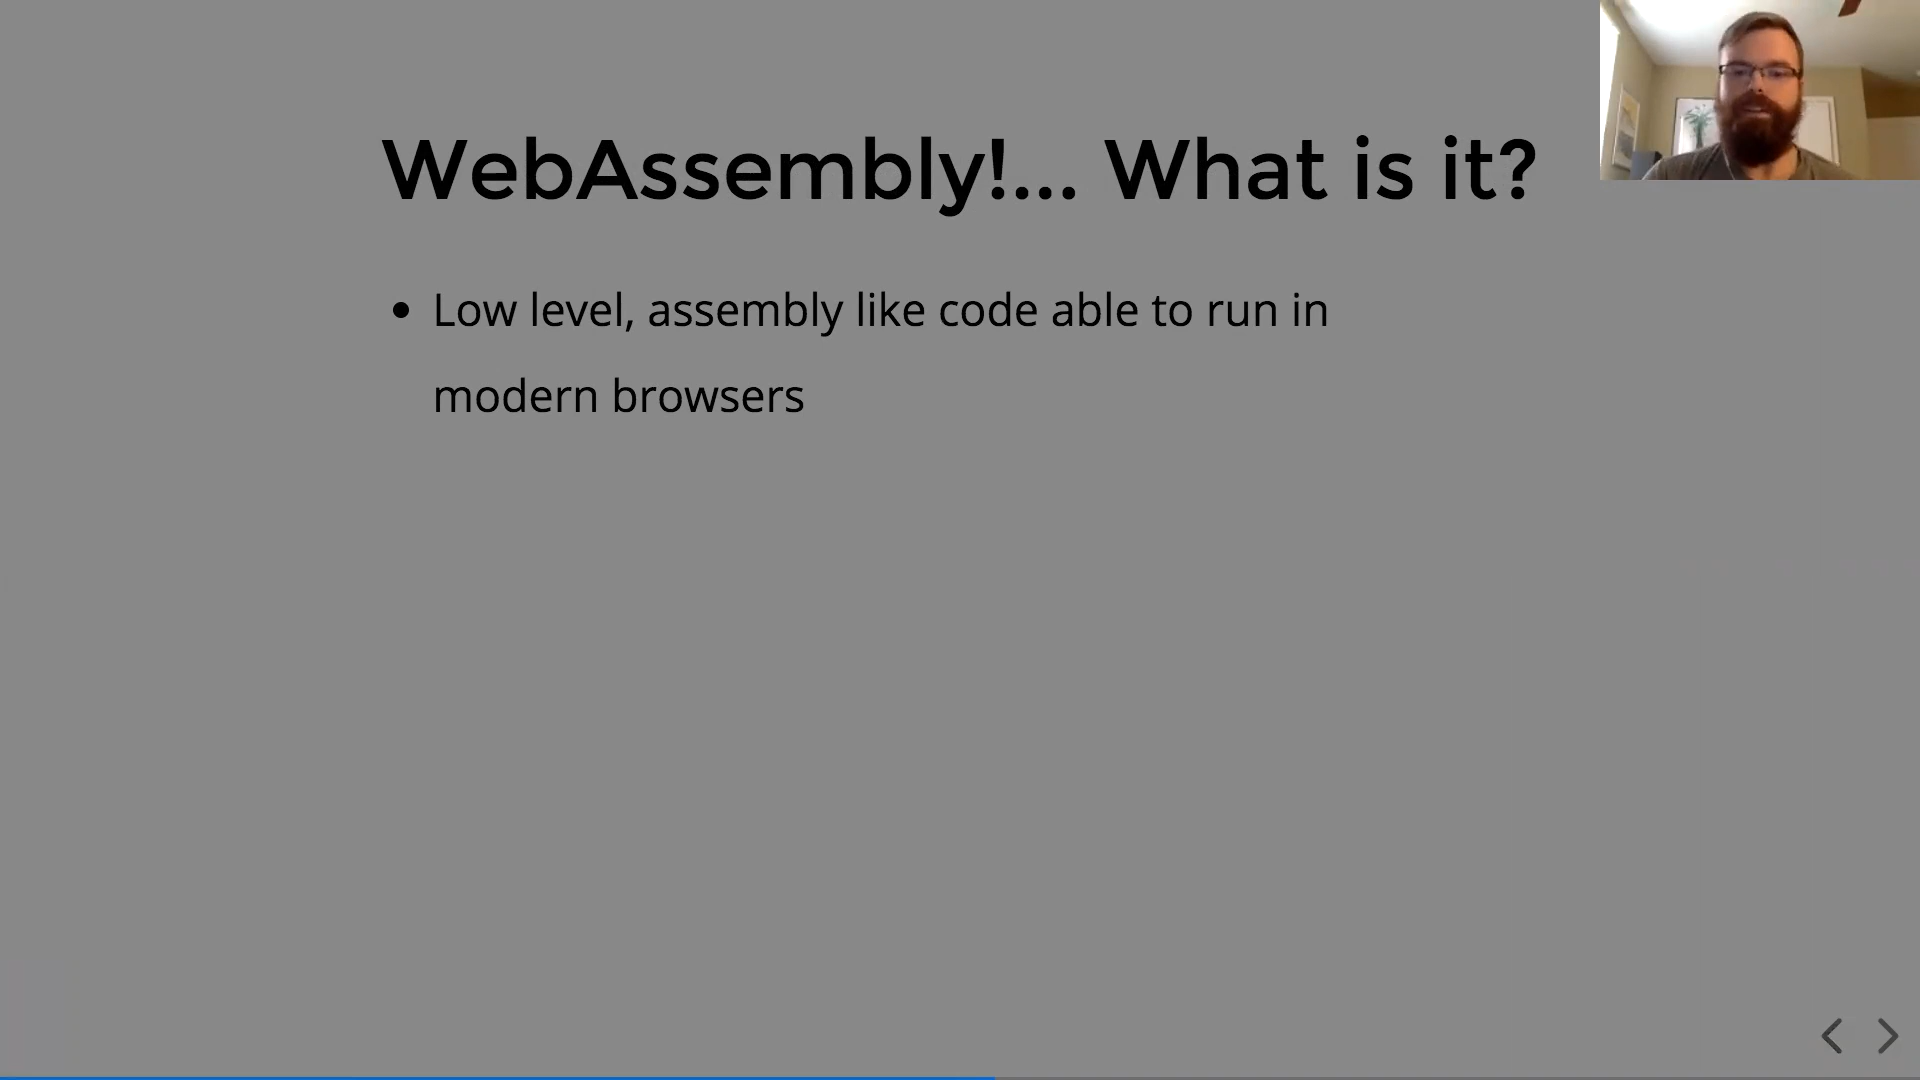 WebAssembly!... What is it?
Low level, assembly like code able to run in
modern browsers